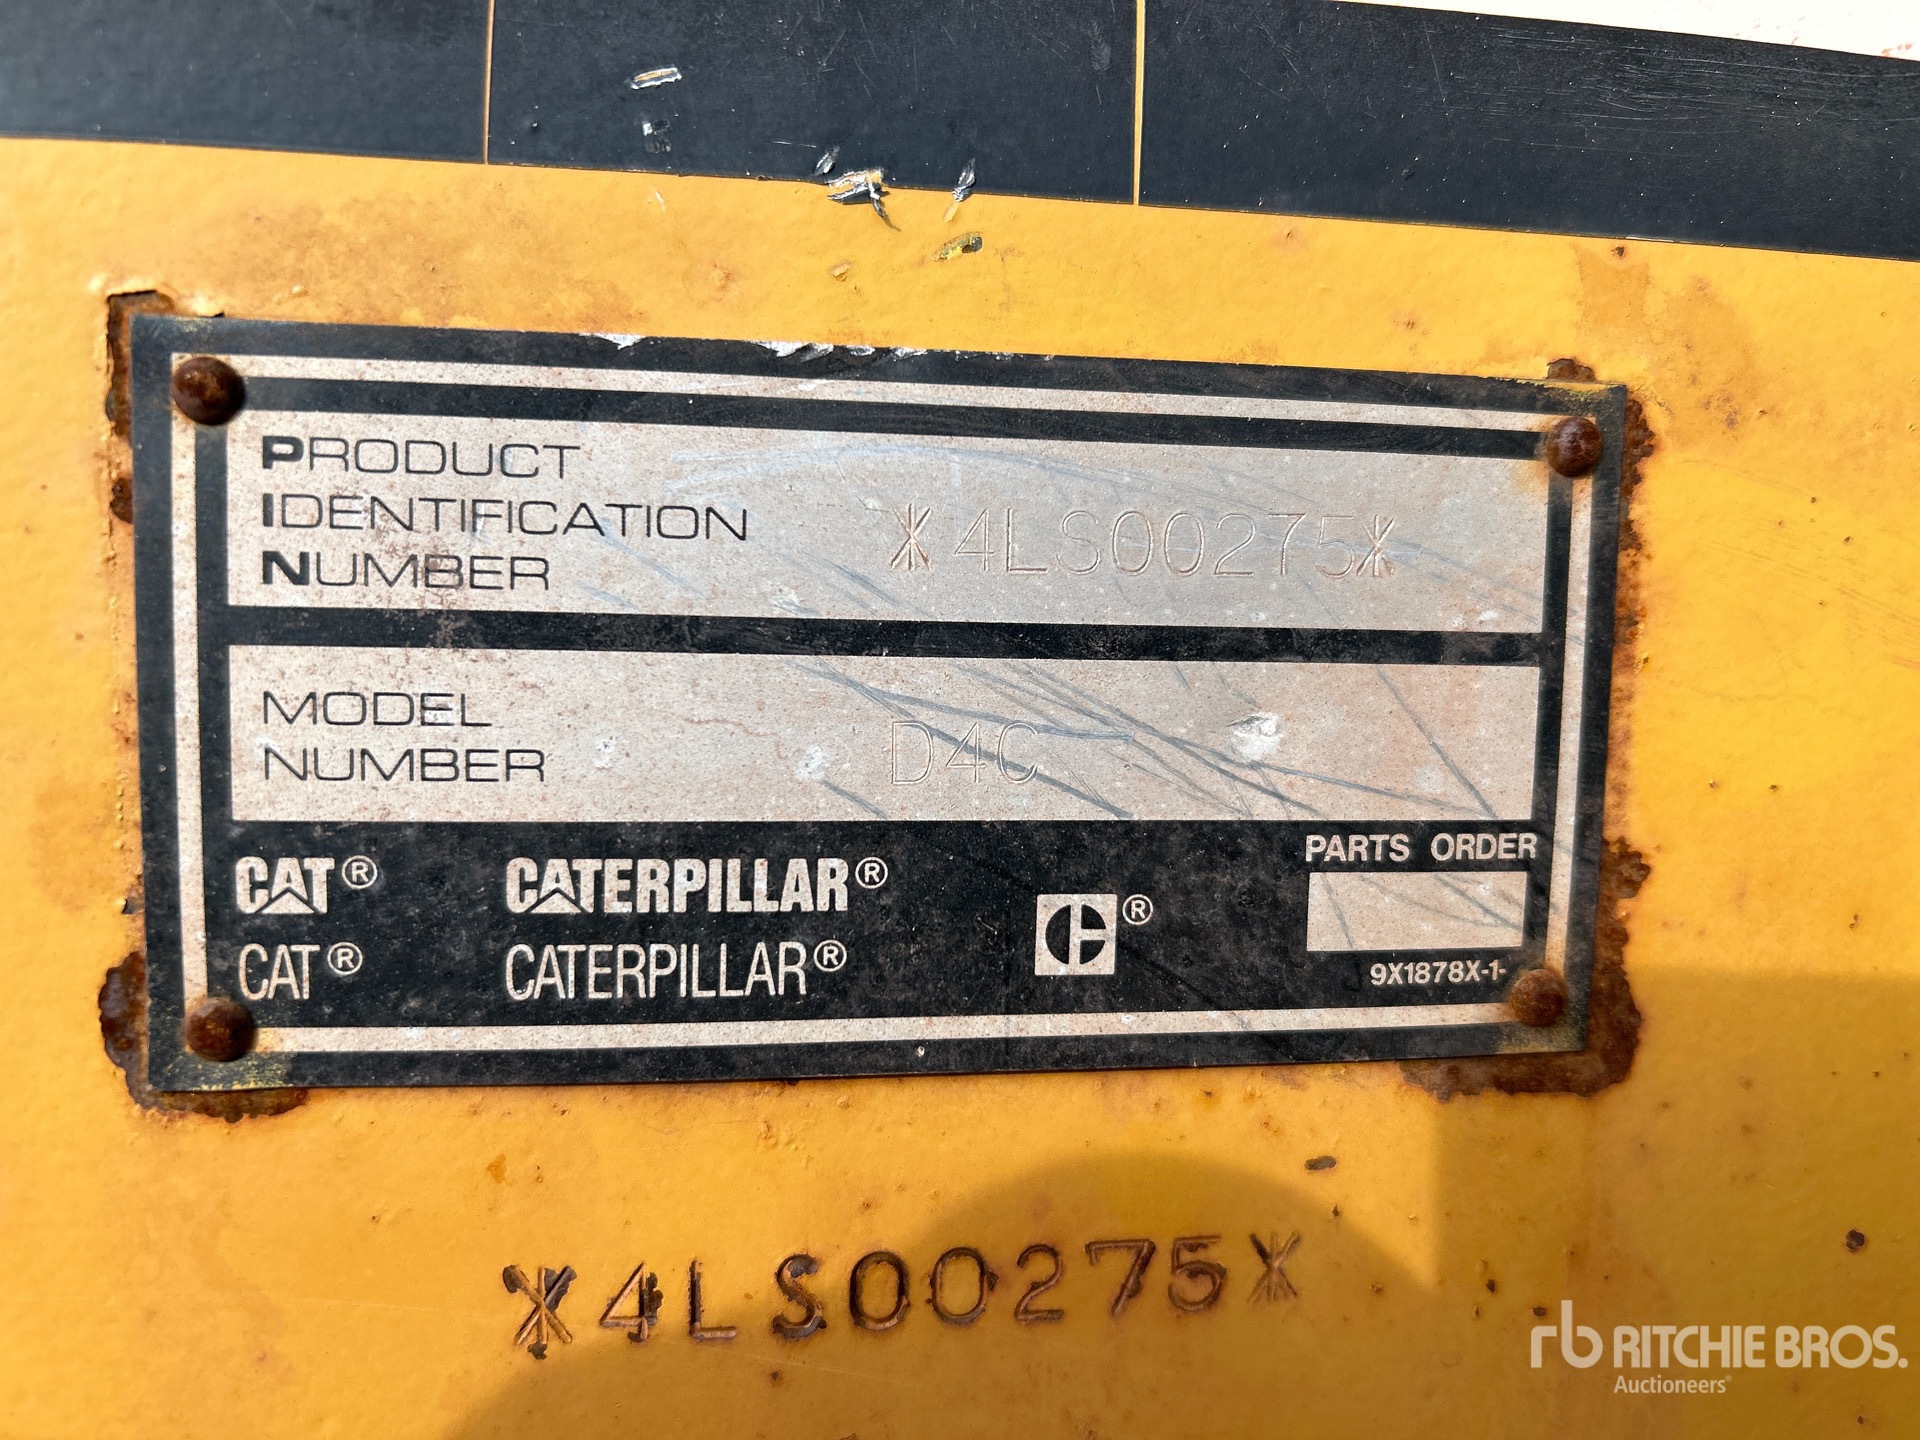 PRODUCT
IDENTIFICATION
NUMBER
*4LS00275*
MODEL
NUMBER
D4C
CAT® CATERPILLAR®
CAT® CATERPILLAR®
C®
PARTS ORDER
9X1878X-1-
*4LS00275*
rb RITCHIE BROS.
Auctioneers®